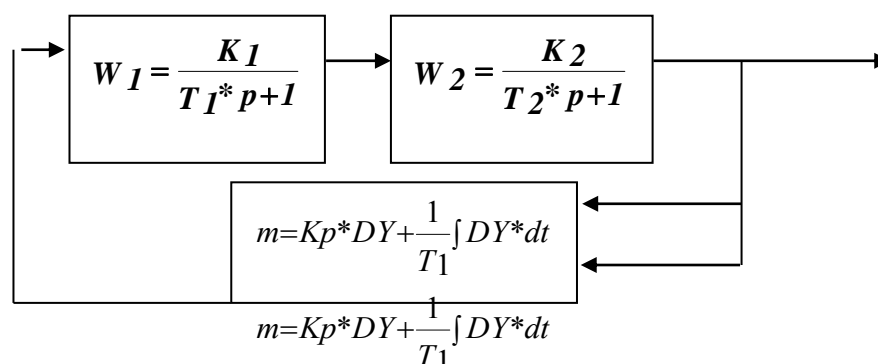 W1 = K1 / (T1* p+1)
W2 = K2 / (T2* p+1)
m=Kp*DY+1/T1 ∫ DY*dt
m=Kp*DY+1/T1 ∫ DY*dt